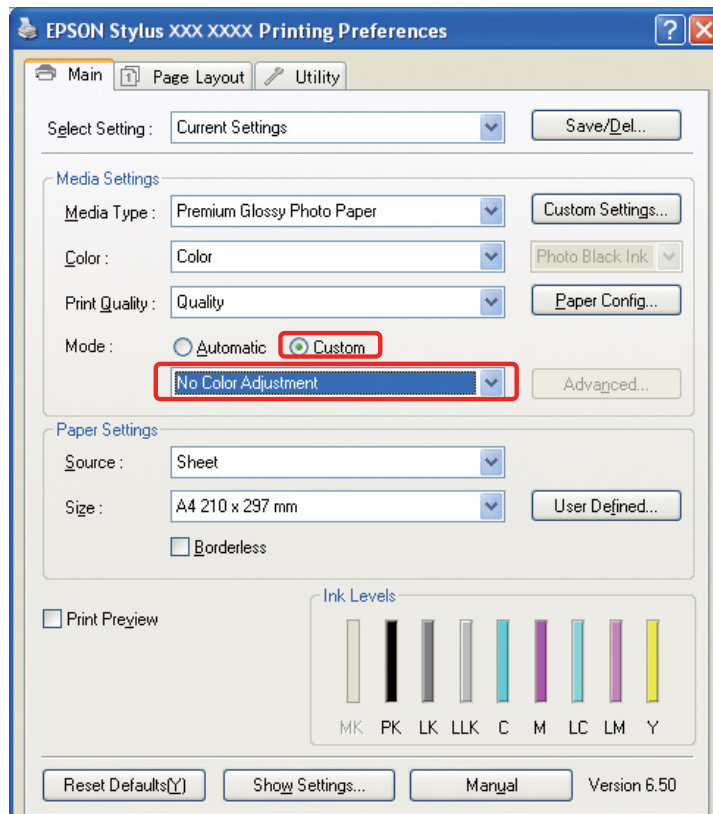 EPSON Stylus XXX XXXX Printing Preferences
Main 1 Page Layout Utility
Select Setting : Current Settings Save/Del...
Media Settings
Media Type : Premium Glossy Photo Paper Custom Settings...
Color : Color Photo Black Ink
Print Quality : Quality Paper Config...
Mode : Automatic Custom
No Color Adjustment Advanced...
Paper Settings
Source : Sheet
Size : A4 210 x 297 mm User Defined...
Borderless
Ink Levels
Print Preview
MK PK LK LLK C M LC LM Y
Reset Defaults(Y) Show Settings... Manual Version 6.50